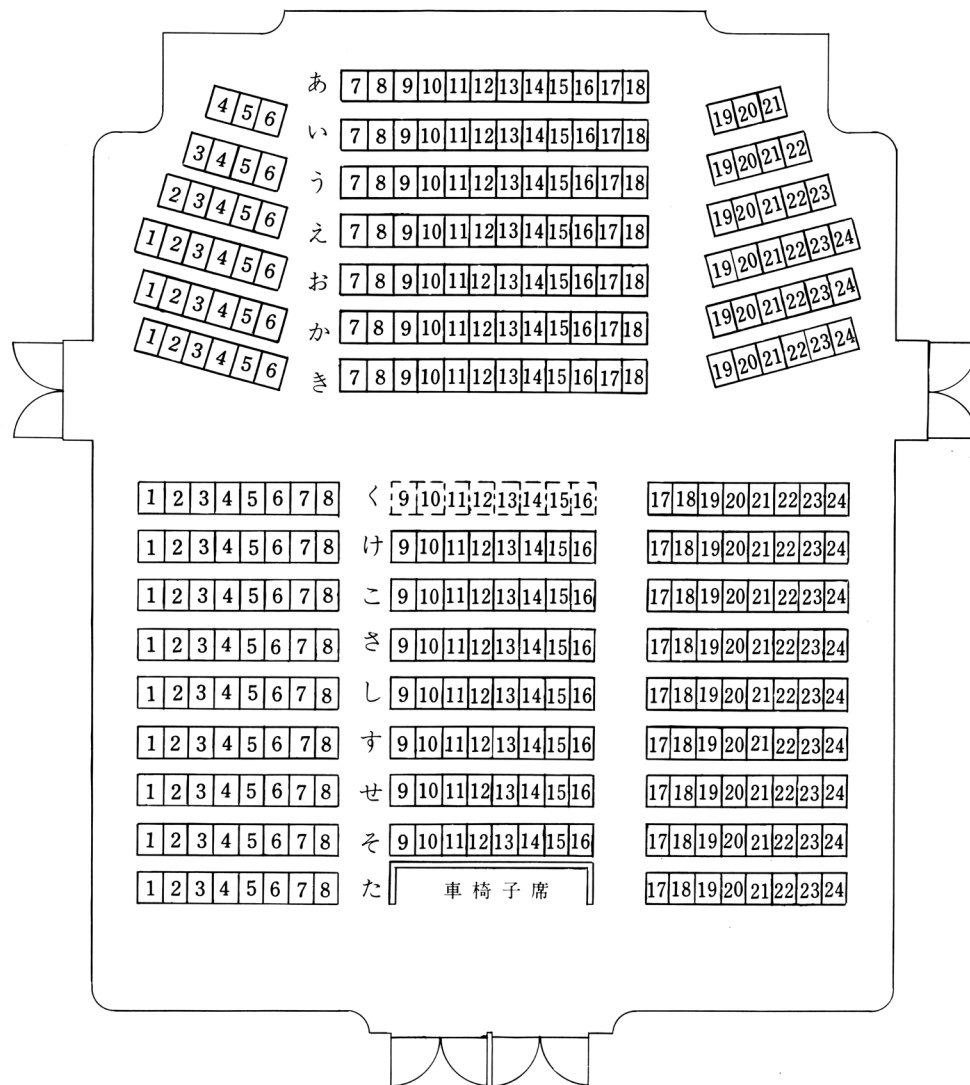 4 5 6 あ 7 8 9 10 11 12 13 14 15 16 17 18 19 20 21
3 4 5 6 い 7 8 9 10 11 12 13 14 15 16 17 18 19 20 21 22
2 3 4 5 6 う 7 8 9 10 11 12 13 14 15 16 17 18 19 20 21 22 23
1 2 3 4 5 6 え 7 8 9 10 11 12 13 14 15 16 17 18 19 20 21 22 23 24
1 2 3 4 5 6 お 7 8 9 10 11 12 13 14 15 16 17 18 19 20 21 22 23 24
1 2 3 4 5 6 か 7 8 9 10 11 12 13 14 15 16 17 18 19 20 21 22 23 24
き 7 8 9 10 11 12 13 14 15 16 17 18
1 2 3 4 5 6 7 8 く 9 10 11 12 13 14 15 16 17 18 19 20 21 22 23 24
1 2 3 4 5 6 7 8 け 9 10 11 12 13 14 15 16 17 18 19 20 21 22 23 24
1 2 3 4 5 6 7 8 こ 9 10 11 12 13 14 15 16 17 18 19 20 21 22 23 24
1 2 3 4 5 6 7 8 さ 9 10 11 12 13 14 15 16 17 18 19 20 21 22 23 24
1 2 3 4 5 6 7 8 し 9 10 11 12 13 14 15 16 17 18 19 20 21 22 23 24
1 2 3 4 5 6 7 8 す 9 10 11 12 13 14 15 16 17 18 19 20 21 22 23 24
1 2 3 4 5 6 7 8 せ 9 10 11 12 13 14 15 16 17 18 19 20 21 22 23 24
1 2 3 4 5 6 7 8 そ 9 10 11 12 13 14 15 16 17 18 19 20 21 22 23 24
1 2 3 4 5 6 7 8 た 車椅子席 17 18 19 20 21 22 23 24